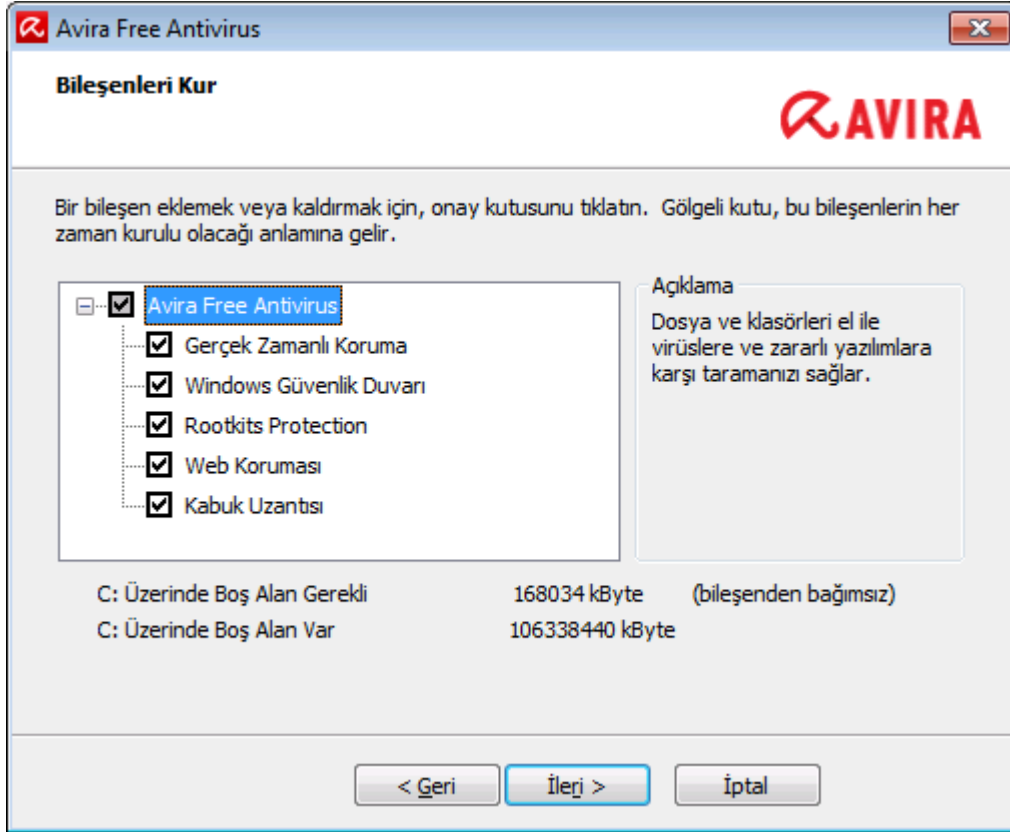 Avira Free Antivirus
Bileşenleri Kur
AVIRA
Bir bileşen eklemek veya kaldırmak için, onay kutusunu tıklatın. Gölgeli kutu, bu bileşenlerin her
zaman kurulu olacağı anlamına gelir.
Avira Free Antivirus
Gerçek Zamanlı Koruma
Windows Güvenlik Duvarı
Rootkits Protection
Web Koruması
Kabuk Uzantısı
Açıklama
Dosya ve klasörleri el ile
virüslere ve zararlı yazılımlara
karşı taramanızı sağlar.
C: Üzerinde Boş Alan Gerekli 168034 kByte (bileşenden bağımsız)
C: Üzerinde Boş Alan Var 106338440 kByte
< Geri İleri > İptal